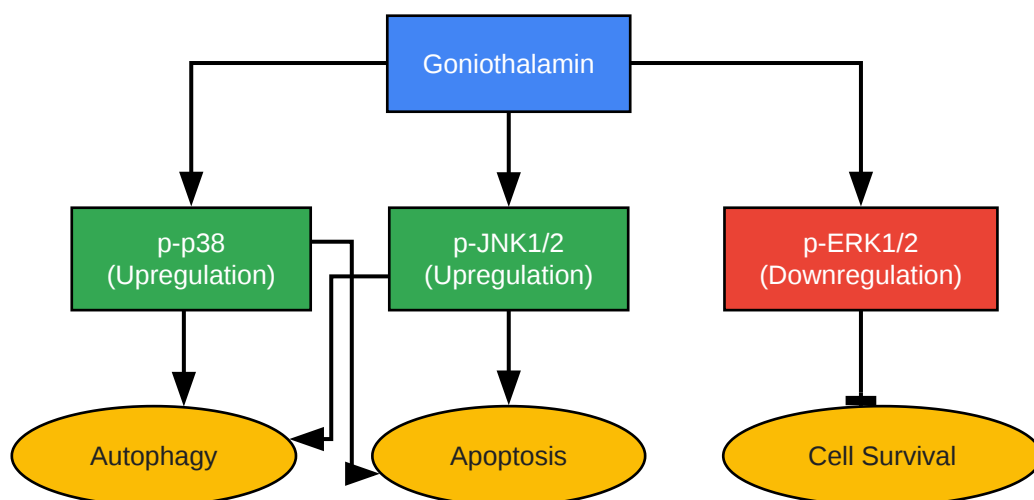 Goniothalamin
p-p38
(Upregulation)
p-JNK1/2
(Upregulation)
p-ERK1/2
(Downregulation)
Autophagy
Apoptosis
Cell Survival